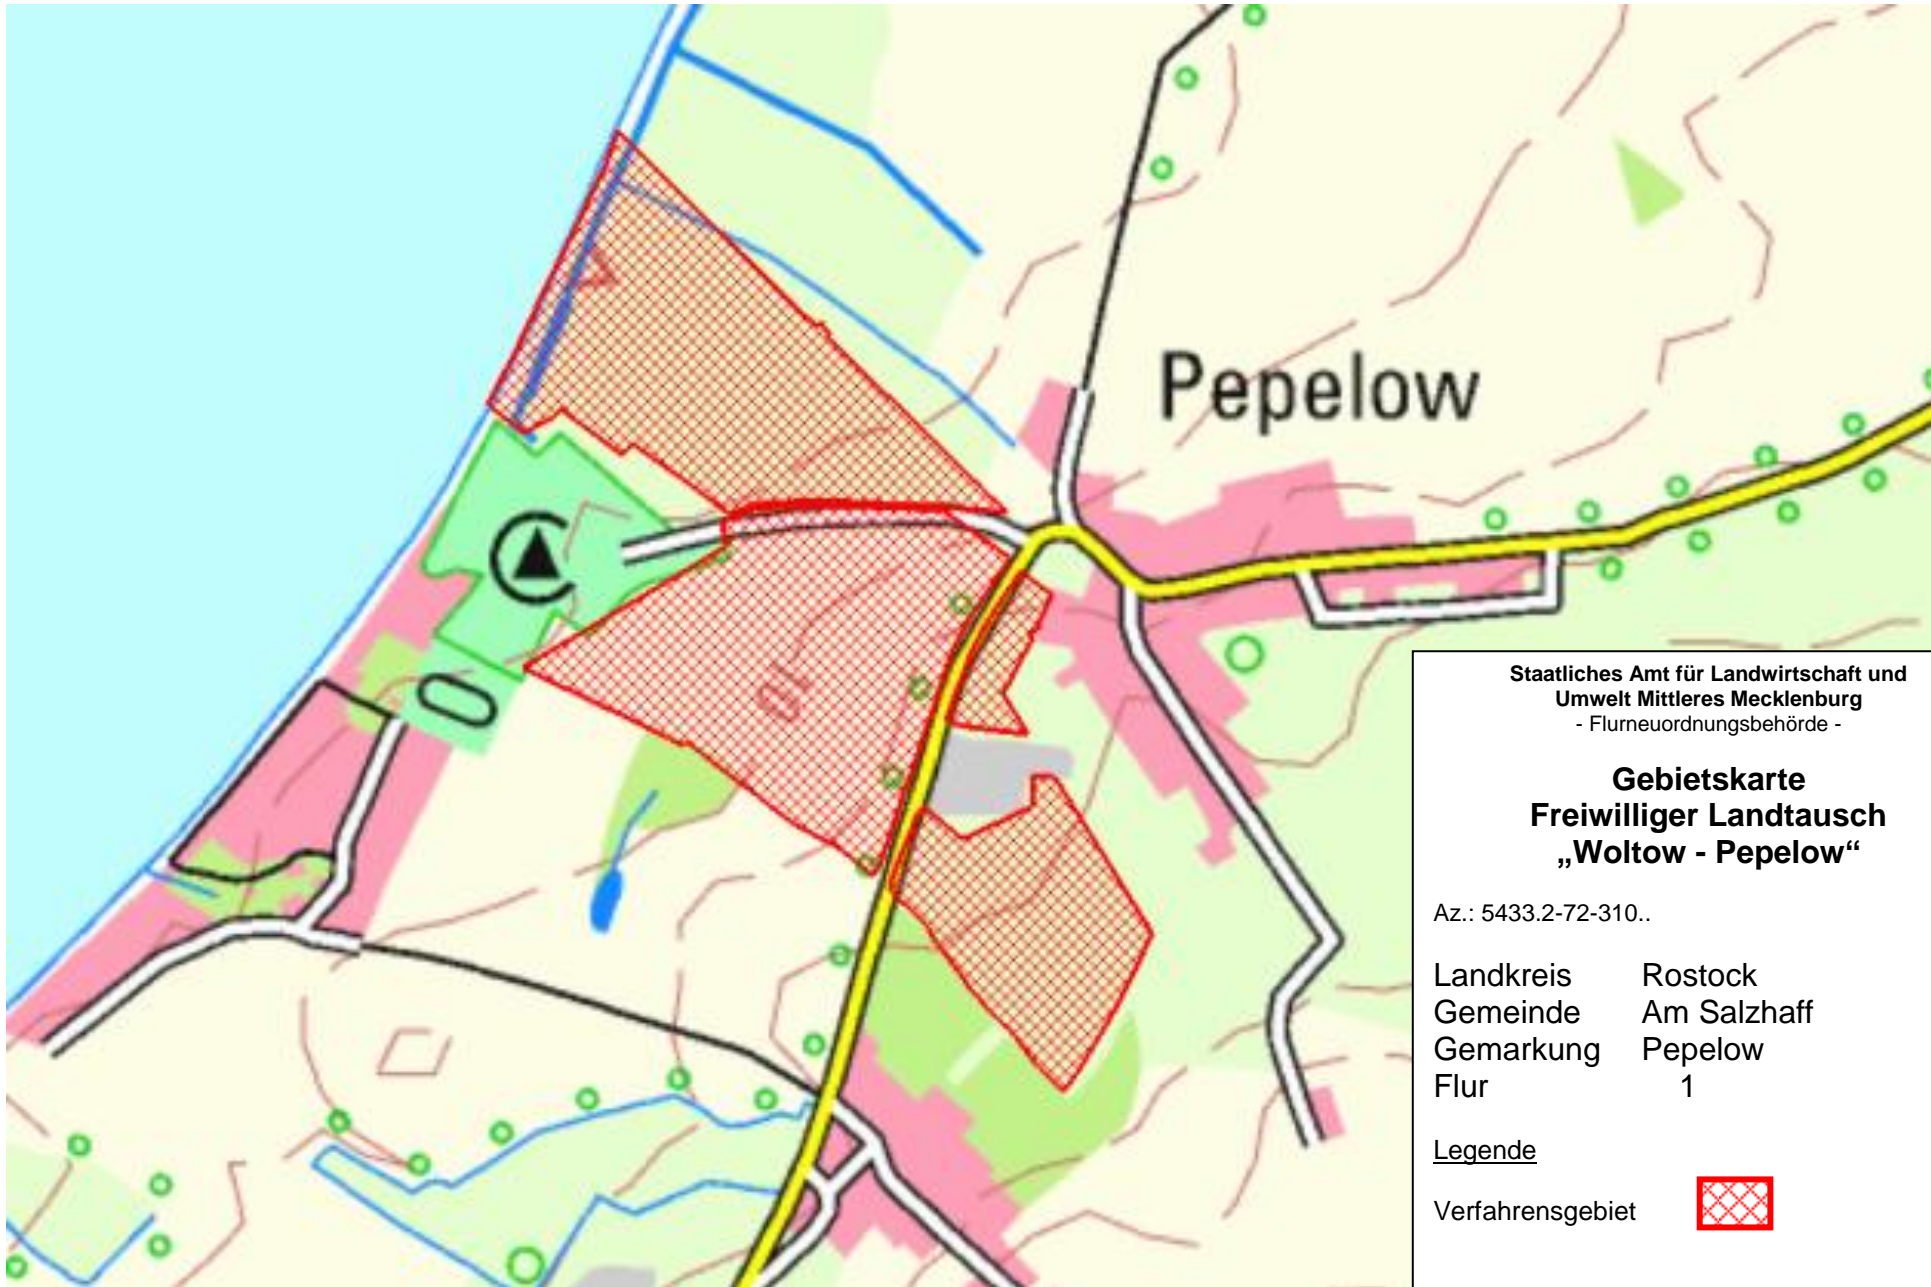 Pepelow
Staatliches Amt für Landwirtschaft und
Umwelt Mittleres Mecklenburg
- Flurneuordnungsbehörde -
Gebietskarte
Freiwilliger Landtausch
„Woltow - Pepelow“
Az.: 5433.2-72-310..
Landkreis Rostock
Gemeinde Am Salzhaff
Gemarkung Pepelow
Flur 1
Legende
Verfahrensgebiet